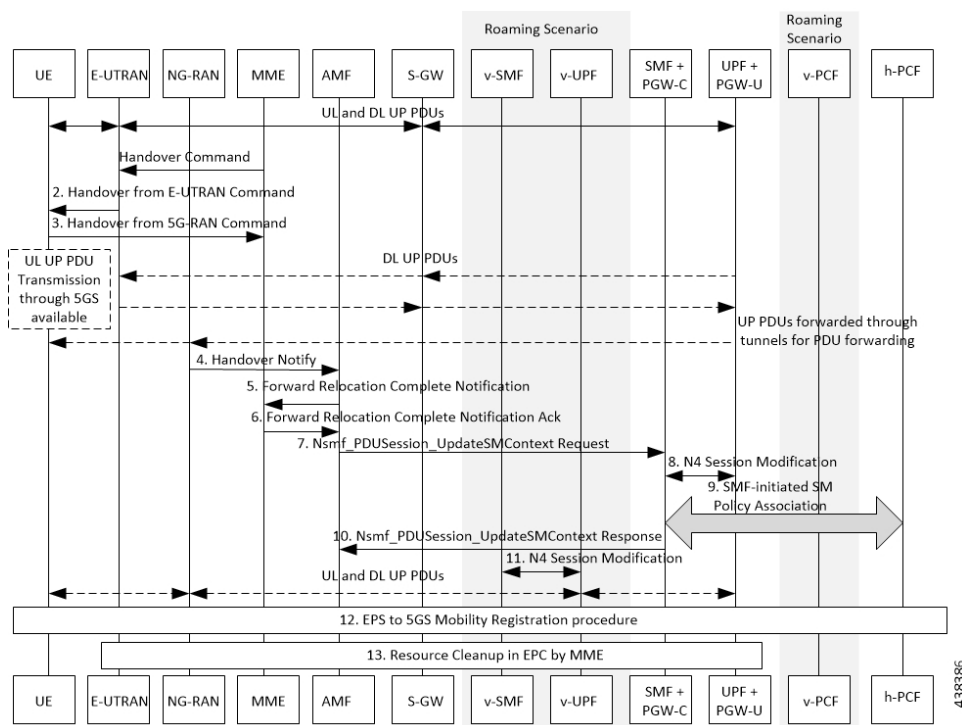 Roaming Scenario
Roaming
Scenario
UE
E-UTRAN
NG-RAN
MME
AMF
S-GW
v-SMF
v-UPF
SMF +
PGW-C
UPF +
PGW-U
v-PCF
h-PCF
UL and DL UP PDUs
Handover Command
2. Handover from E-UTRAN Command
3. Handover from 5G-RAN Command
UL UP PDU
Transmission
through 5GS
available
DL UP PDUs
UP PDUs forwarded through
tunnels for PDU forwarding
4. Handover Notify
5. Forward Relocation Complete Notification
6. Forward Relocation Complete Notification Ack
7. Nsmf_PDUSession_UpdateSMContext Request
8. N4 Session Modification
9. SMF-initiated SM
Policy Association
10. Nsmf_PDUSession_UpdateSMContext Response
11. N4 Session Modification
UL and DL UP PDUs
12. EPS to 5GS Mobility Registration procedure
13. Resource Cleanup in EPC by MME
UE
E-UTRAN
NG-RAN
MME
AMF
S-GW
v-SMF
v-UPF
SMF +
PGW-C
UPF +
PGW-U
v-PCF
h-PCF
438386